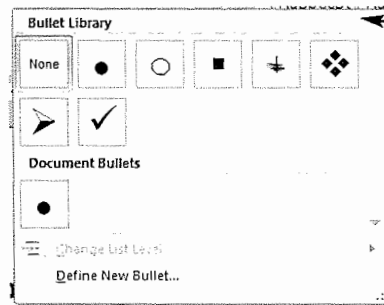 Bullet Library
None
Document Bullets
Change List Level
Define New Bullet...